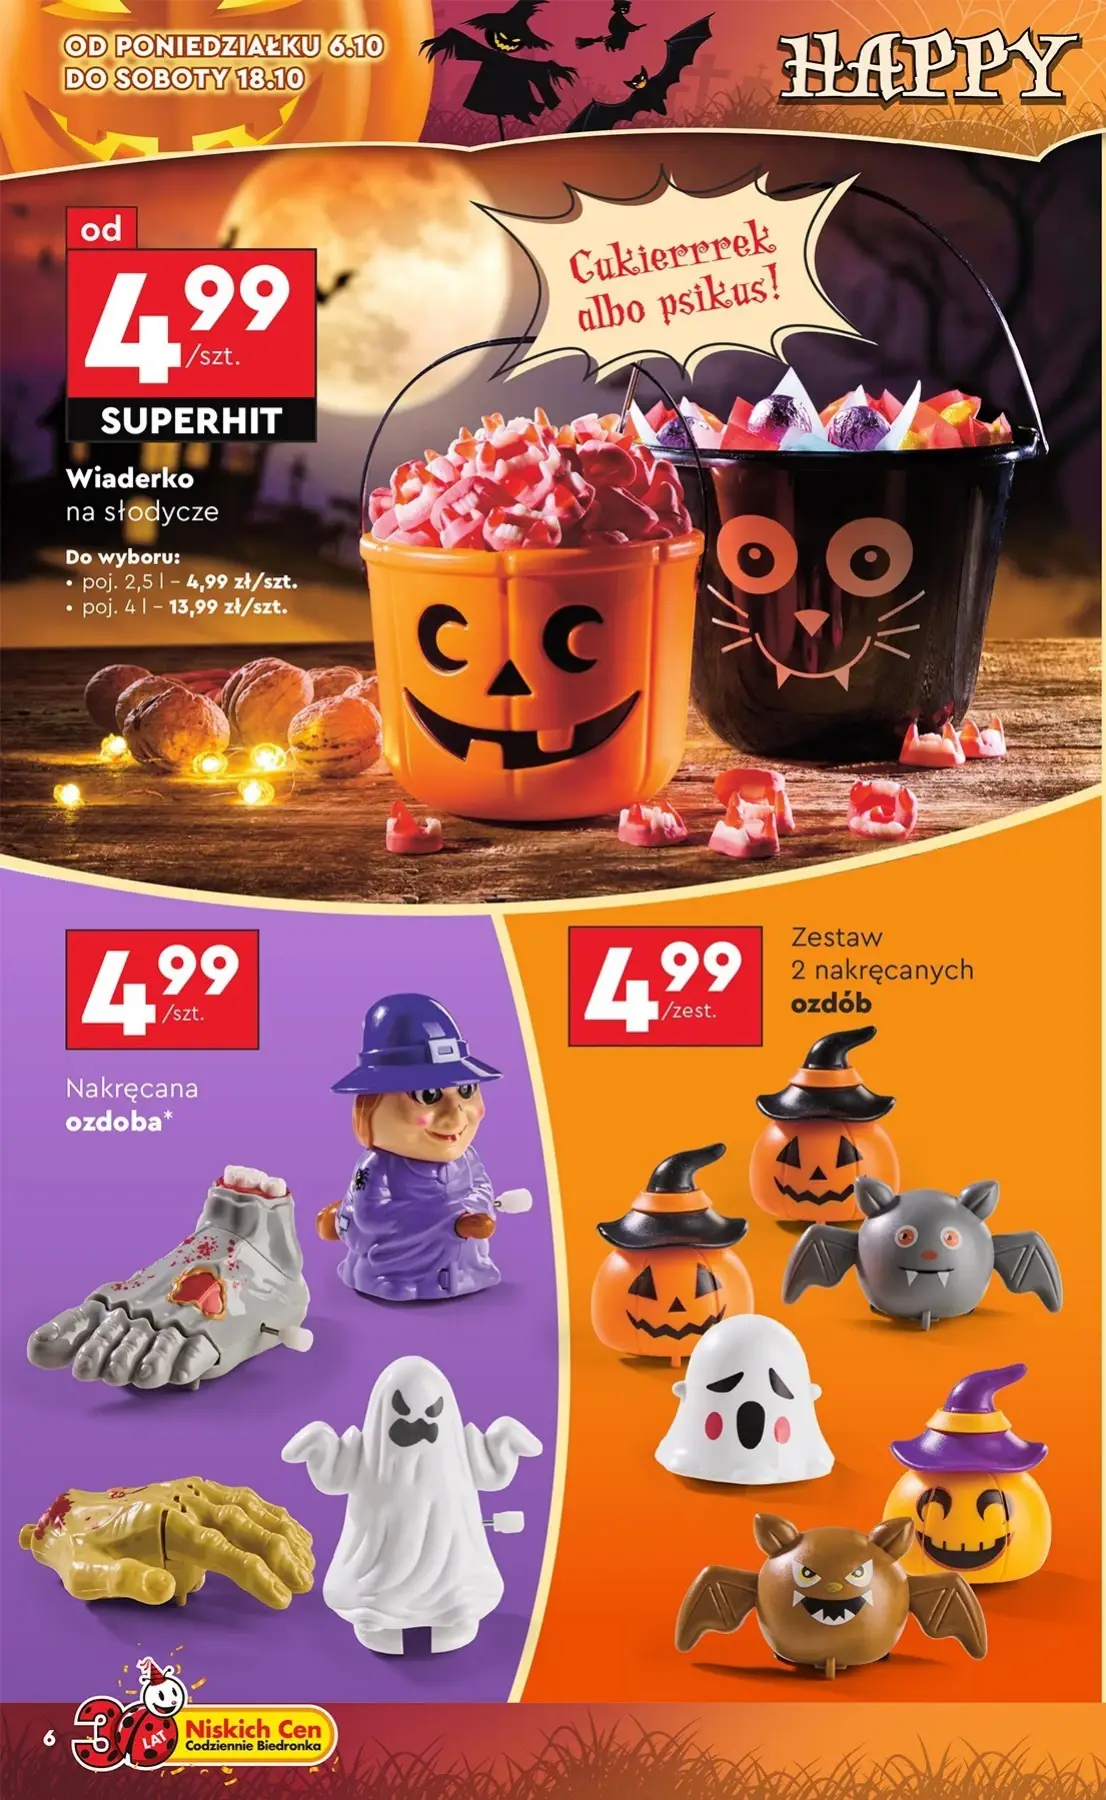 OD PONIEDZIAŁKU 6.10
DO SOBOTY 18.10
HAPPY
Cukierrrek
albo psikus!
od
4.99
/szt.
SUPERHIT
Wiaderko
na słodycze
Do wyboru:
• poj. 2,5 l – 4,99 zł/szt.
• poj. 4 l – 13,99 zł/szt.
4.99
/szt.
Nakręcana
ozdoba*
4.99
/zest.
Zestaw
2 nakręcanych
ozdób
6
30
LAT
Niskich Cen
Codziennie Biedronka